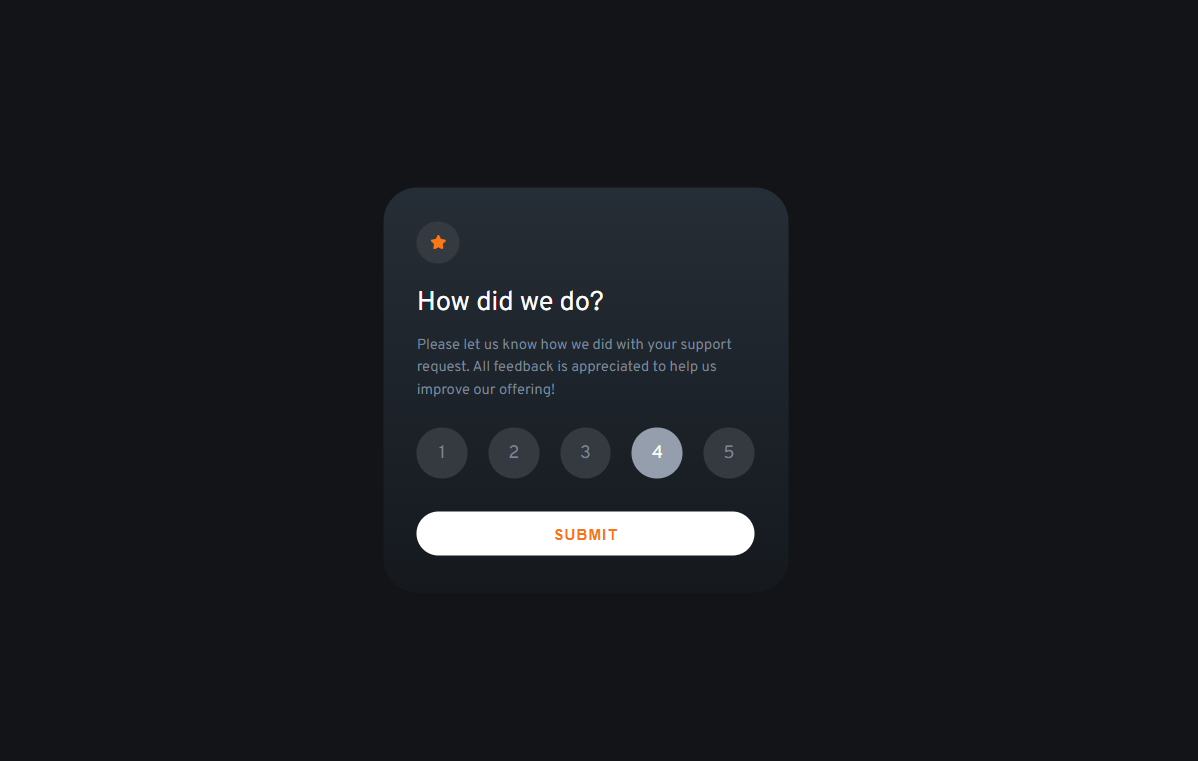 How did we do?
Please let us know how we did with your support
request. All feedback is appreciated to help us
improve our offering!
1 2 3 4 5
SUBMIT